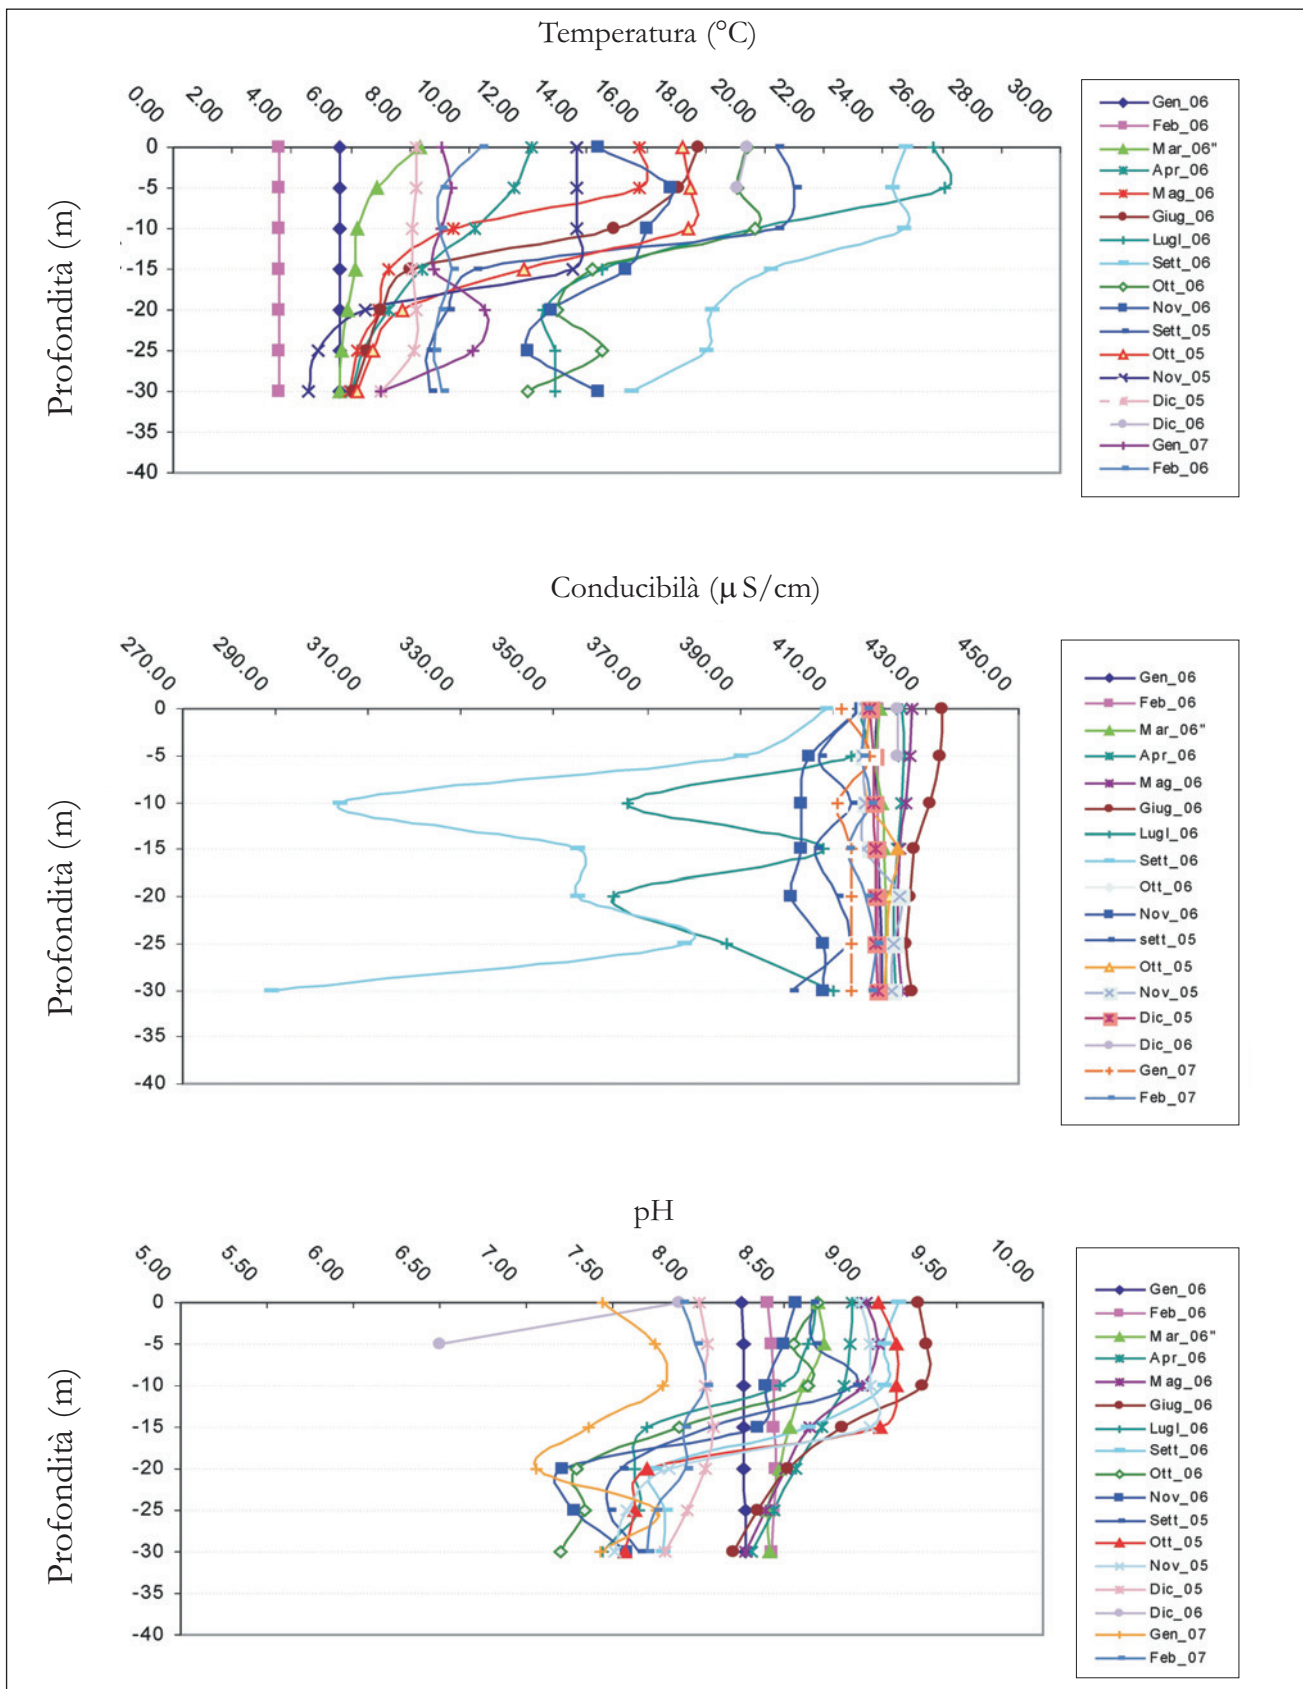 Temperatura (°C)
0.00 2.00 4.00 6.00 8.00 10.00 12.00 14.00 16.00 18.00 20.00 22.00 24.00 26.00 28.00 30.00
Profondità (m)
0
-5
-10
-15
-20
-25
-30
-35
-40
Gen_06
Feb_06
Mar_06"
Apr_06
Mag_06
Giug_06
Lugl_06
Sett_06
Ott_06
Nov_06
Sett_05
Ott_05
Nov_05
Dic_05
Dic_06
Gen_07
Feb_06
Conducibilà (µ S/cm)
270.00 290.00 310.00 330.00 350.00 370.00 390.00 410.00 430.00 450.00
Profondità (m)
0
-5
-10
-15
-20
-25
-30
-35
-40
Gen_06
Feb_06
Mar_06"
Apr_06
Mag_06
Giug_06
Lugl_06
Sett_06
Ott_06
Nov_06
sett_05
Ott_05
Nov_05
Dic_05
Dic_06
Gen_07
Feb_07
pH
5.00 5.50 6.00 6.50 7.00 7.50 8.00 8.50 9.00 9.50 10.00
Profondità (m)
0
-5
-10
-15
-20
-25
-30
-35
-40
Gen_06
Feb_06
Mar_06"
Apr_06
Mag_06
Giug_06
Lugl_06
Sett_06
Ott_06
Nov_06
Sett_05
Ott_05
Nov_05
Dic_05
Dic_06
Gen_07
Feb_07